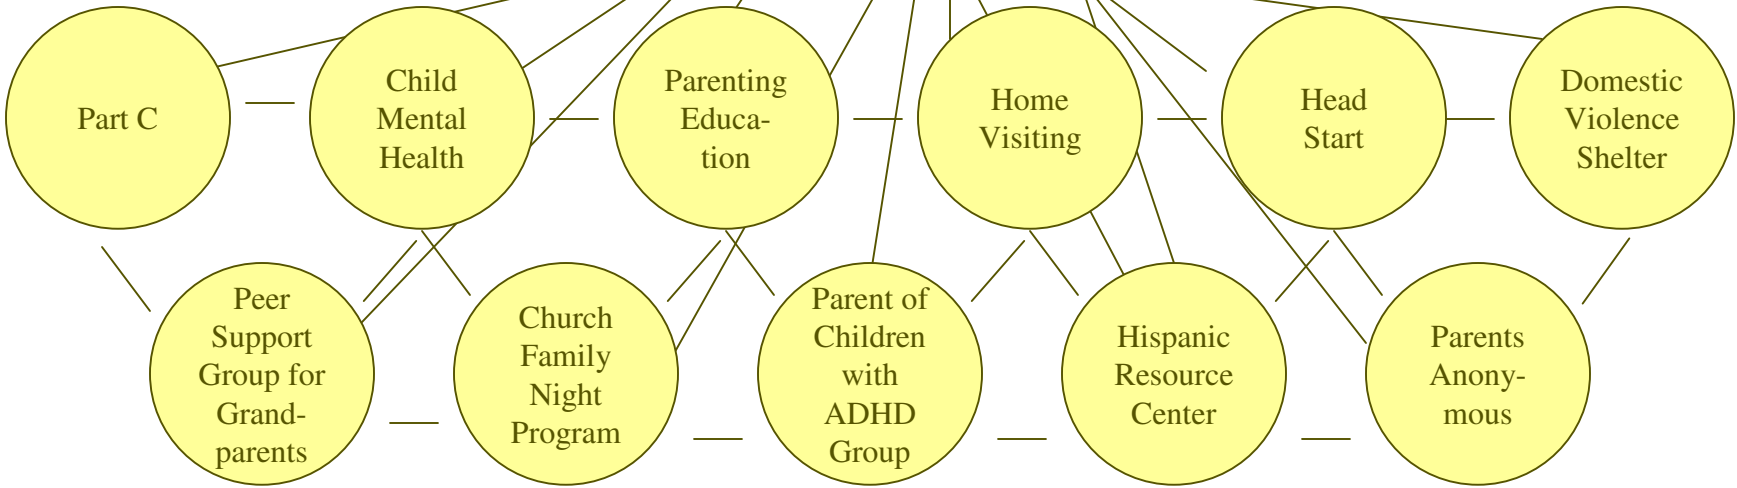 Part C
Child
Mental
Health
Parenting
Educa-
tion
Home
Visiting
Head
Start
Domestic
Violence
Shelter
Peer
Support
Group for
Grand-
parents
Church
Family
Night
Program
Parent of
Children
with
ADHD
Group
Hispanic
Resource
Center
Parents
Anony-
mous